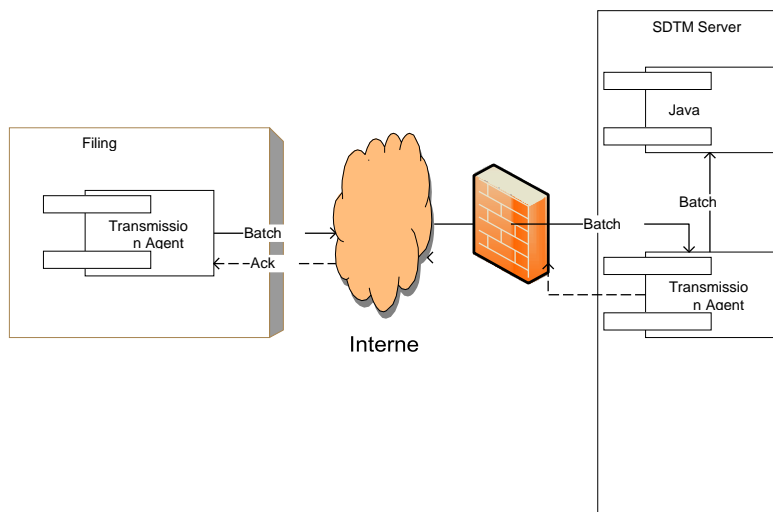 SDTM Server
Java
Filing
Batch
Transmissio
n Agent
Batch
Batch
Ack
Transmissio
n Agent
Interne